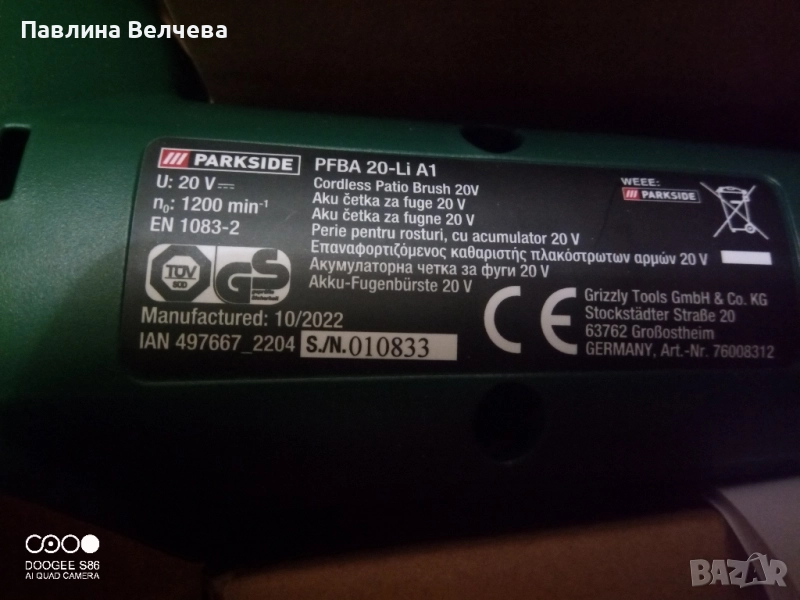 Павлина Велчева
PARKSIDE
PFBA 20-Li A1
U: 20 V
n₀: 1200 min⁻¹
EN 1083-2
Cordless Patio Brush 20V
Aku četka za fuge 20 V
Aku četka za fugne 20 V
Perie pentru rosturi, cu acumulator 20 V
Επαναφορτιζόμενος καθαριστής πλακόστρωτων αρμών 20 V
Акумулаторна четка за фуги 20 V
Akku-Fugenbürste 20 V
WEEE:
PARKSIDE
TÜV
GS
CE
Manufactured: 10/2022
IAN 497667_2204
S./N. 010833
Grizzly Tools GmbH & Co. KG
Stockstädter Straße 20
63762 Großostheim
GERMANY, Art.-Nr. 76008312
DOOGEE S86
AI QUAD CAMERA
BAZAR